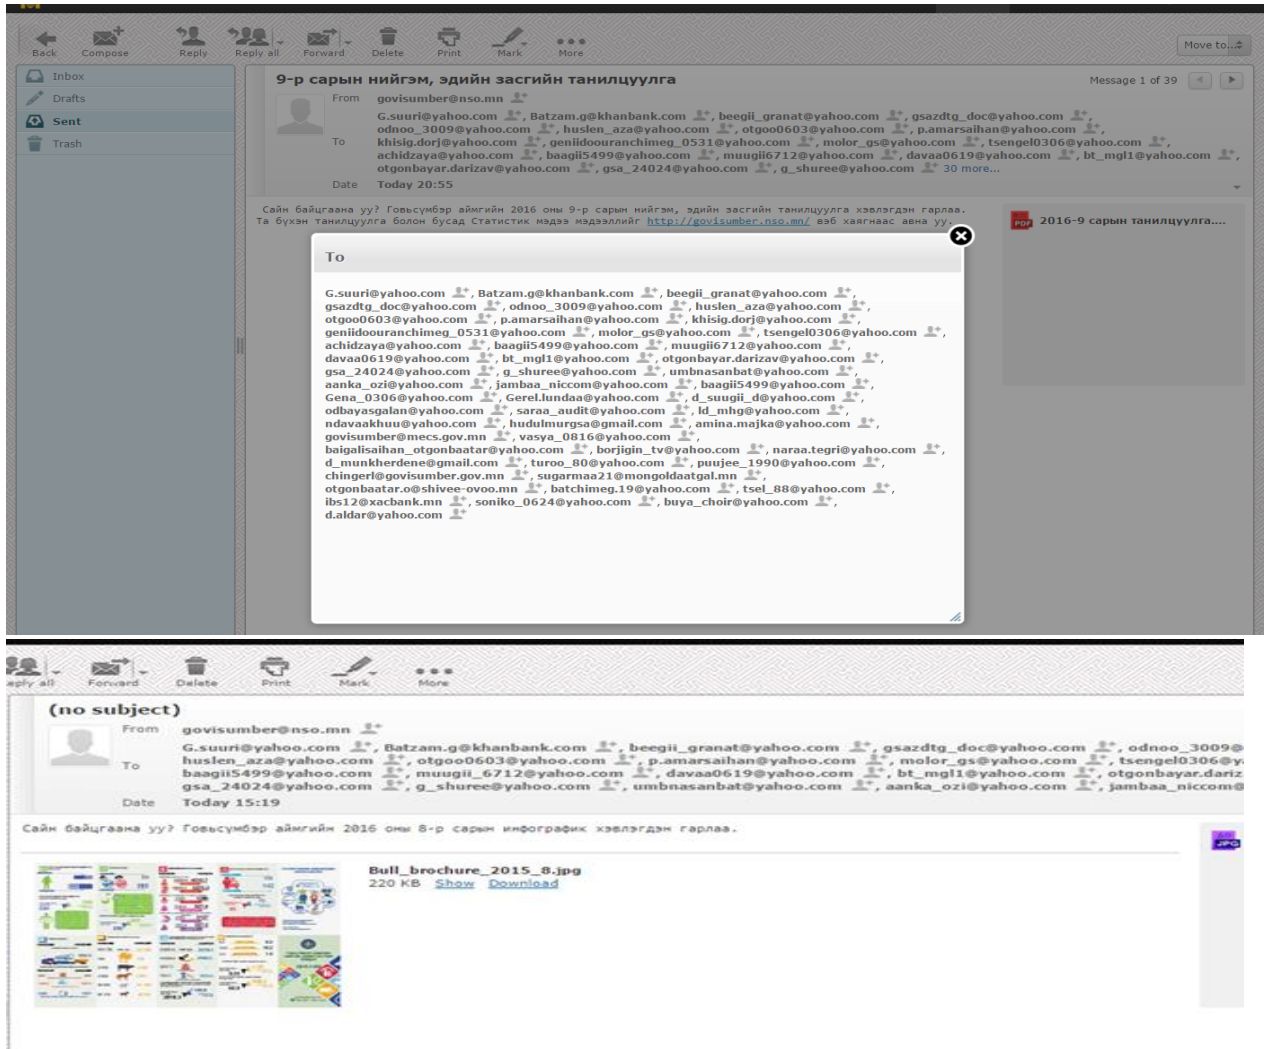 Back Compose Reply Reply all Forward Delete Print Mark More Move to...
Inbox
Drafts
Sent
Trash
9-р сарын нийгэм, эдийн засгийн танилцуулга
Message 1 of 39
From govisumber@nso.mn
To G.suuri@yahoo.com , Batzam.g@khanbank.com , beegii_granat@yahoo.com , gsazdtg_doc@yahoo.com ,
odnoo_3009@yahoo.com , huslen_aza@yahoo.com , otgoo0603@yahoo.com , p.amarsaihan@yahoo.com ,
khisig.dorj@yahoo.com , geniidoouranchimeg_0531@yahoo.com , molor_gs@yahoo.com , tsengel0306@yahoo.com ,
achidzaya@yahoo.com , baagii5499@yahoo.com , muugii6712@yahoo.com , davaa0619@yahoo.com , bt_mgl1@yahoo.com ,
otgonbayar.darizav@yahoo.com , gsa_24024@yahoo.com , g_shuree@yahoo.com 30 more...
Date Today 20:55
Сайн байцгаана уу? Говьсүмбэр аймгийн 2016 оны 9-р сарын нийгэм, эдийн засгийн танилцуулга хэвлэгдэн гарлаа.
Та бүхэн танилцуулга болон бусад Статистик мэдээ мэдээллийг http://govisumber.nso.mn/ вэб хаягнаас авна уу.
PDF 2016-9 сарын танилцуулга....
To
G.suuri@yahoo.com , Batzam.g@khanbank.com , beegii_granat@yahoo.com ,
gsazdtg_doc@yahoo.com , odnoo_3009@yahoo.com , huslen_aza@yahoo.com ,
otgoo0603@yahoo.com , p.amarsaihan@yahoo.com , khisig.dorj@yahoo.com ,
geniidoouranchimeg_0531@yahoo.com , molor_gs@yahoo.com , tsengel0306@yahoo.com ,
achidzaya@yahoo.com , baagii5499@yahoo.com , muugii6712@yahoo.com ,
davaa0619@yahoo.com , bt_mgl1@yahoo.com , otgonbayar.darizav@yahoo.com ,
gsa_24024@yahoo.com , g_shuree@yahoo.com , umbnasanbat@yahoo.com ,
aanka_ozi@yahoo.com , jambaa_niccom@yahoo.com , baagii5499@yahoo.com ,
Gena_0306@yahoo.com , Gerel.lundaa@yahoo.com , d_suugii_d@yahoo.com ,
odbayasgalan@yahoo.com , saraa_audit@yahoo.com , ld_mhg@yahoo.com ,
ndavaakhuu@yahoo.com , hudulmurgsa@gmail.com , amina.majka@yahoo.com ,
govisumber@mecs.gov.mn , vasya_0816@yahoo.com ,
baigalisaihan_otgonbaatar@yahoo.com , borjigin_tv@yahoo.com , naraa.tegri@yahoo.com ,
d_munkherdene@gmail.com , turoo_80@yahoo.com , puujee_1990@yahoo.com ,
chingerl@govisumber.gov.mn , sugarmaa21@mongoldaatgal.mn ,
otgonbaatar.o@shivee-ovoo.mn , batchimeg.19@yahoo.com , tsel_88@yahoo.com ,
ibs12@xacbank.mn , soniko_0624@yahoo.com , buya_choir@yahoo.com ,
d.aldar@yahoo.com
eply all Forward Delete Print Mark More
(no subject)
From govisumber@nso.mn
To G.suuri@yahoo.com , Batzam.g@khanbank.com , beegii_granat@yahoo.com , gsazdtg_doc@yahoo.com , odnoo_3009@
huslen_aza@yahoo.com , otgoo0603@yahoo.com , p.amarsaihan@yahoo.com , molor_gs@yahoo.com , tsengel0306@y
baagii5499@yahoo.com , muugii_6712@yahoo.com , davaa0619@yahoo.com , bt_mgl1@yahoo.com , otgonbayar.dariz
gsa_24024@yahoo.com , g_shuree@yahoo.com , umbnasanbat@yahoo.com , aanka_ozi@yahoo.com , jambaa_niccom@
Date Today 15:19
Сайн байцгаана уу? Говьсүмбэр аймгийн 2016 оны 8-р сарын инфографик хэвлэгдэн гарлаа.
JPG
Bull_brochure_2015_8.jpg
220 KB Show Download